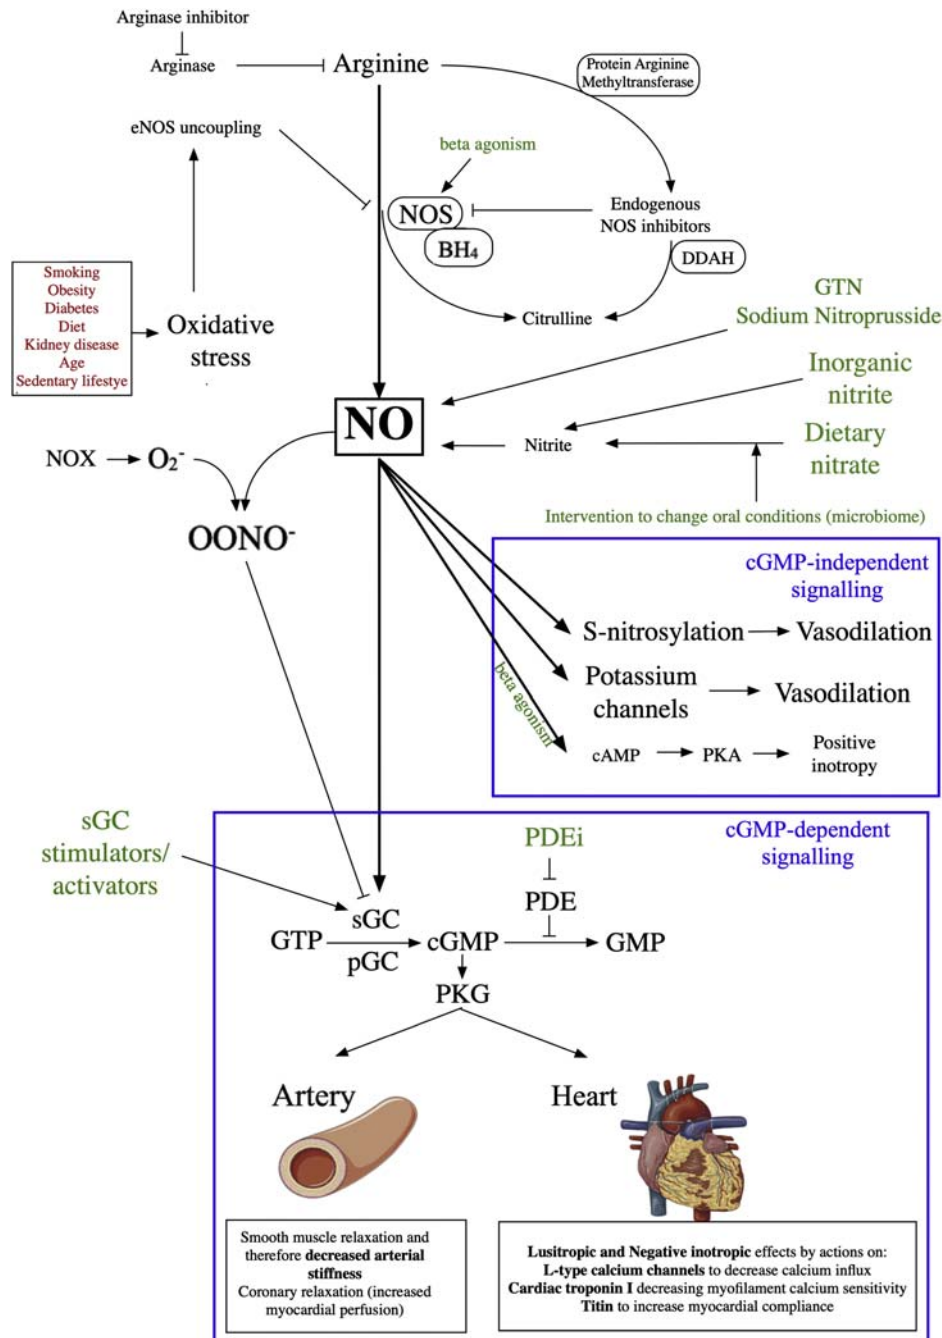 Arginase inhibitor
Arginase
Arginine
Protein Arginine
Methyltransferase
eNOS uncoupling
beta agonism
NOS
BH4
Endogenous
NOS inhibitors
DDAH
Citrulline
Smoking
Obesity
Diabetes
Diet
Kidney disease
Age
Sedentary lifestye
Oxidative
stress
GTN
Sodium Nitroprusside
Inorganic
nitrite
Dietary
nitrate
NO
Nitrite
NOX
O2-
OONO-
Intervention to change oral conditions (microbiome)
cGMP-independent
signalling
S-nitrosylation
Vasodilation
Potassium
channels
Vasodilation
beta agonism
cAMP
PKA
Positive
inotropy
sGC
stimulators/
activators
cGMP-dependent
signalling
PDEi
PDE
sGC
GTP
pGC
cGMP
GMP
PKG
Artery
Heart
Smooth muscle relaxation and
therefore decreased arterial
stiffness
Coronary relaxation (increased
myocardial perfusion)
Lusitropic and Negative inotropic effects by actions on:
L-type calcium channels to decrease calcium influx
Cardiac troponin I decreasing myofilament calcium sensitivity
Titin to increase myocardial compliance